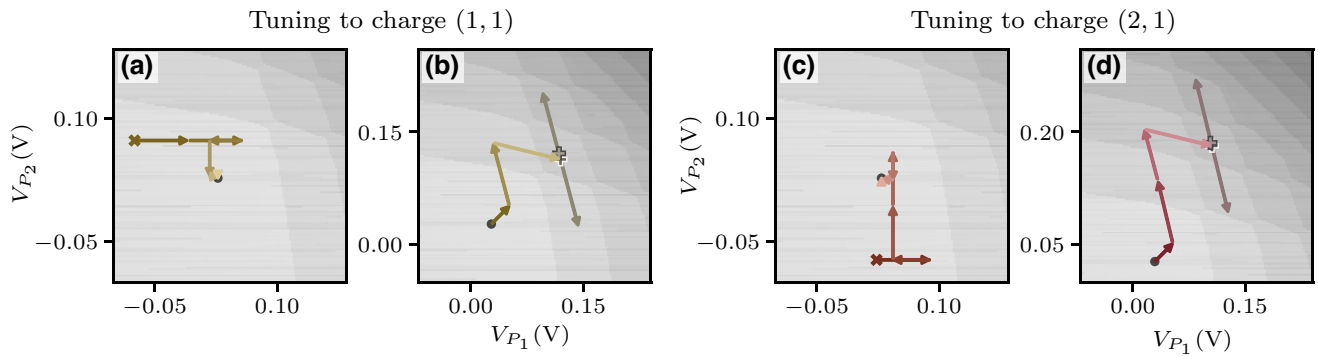 Tuning to charge (1, 1)
Tuning to charge (2, 1)
(a)
(b)
(c)
(d)
V_{P_2} (V)
0.10
−0.05
−0.05
0.10
0.15
0.00
0.00
0.15
V_{P_1} (V)
V_{P_2} (V)
0.10
−0.05
−0.05
0.10
0.20
0.05
0.00
0.15
V_{P_1} (V)